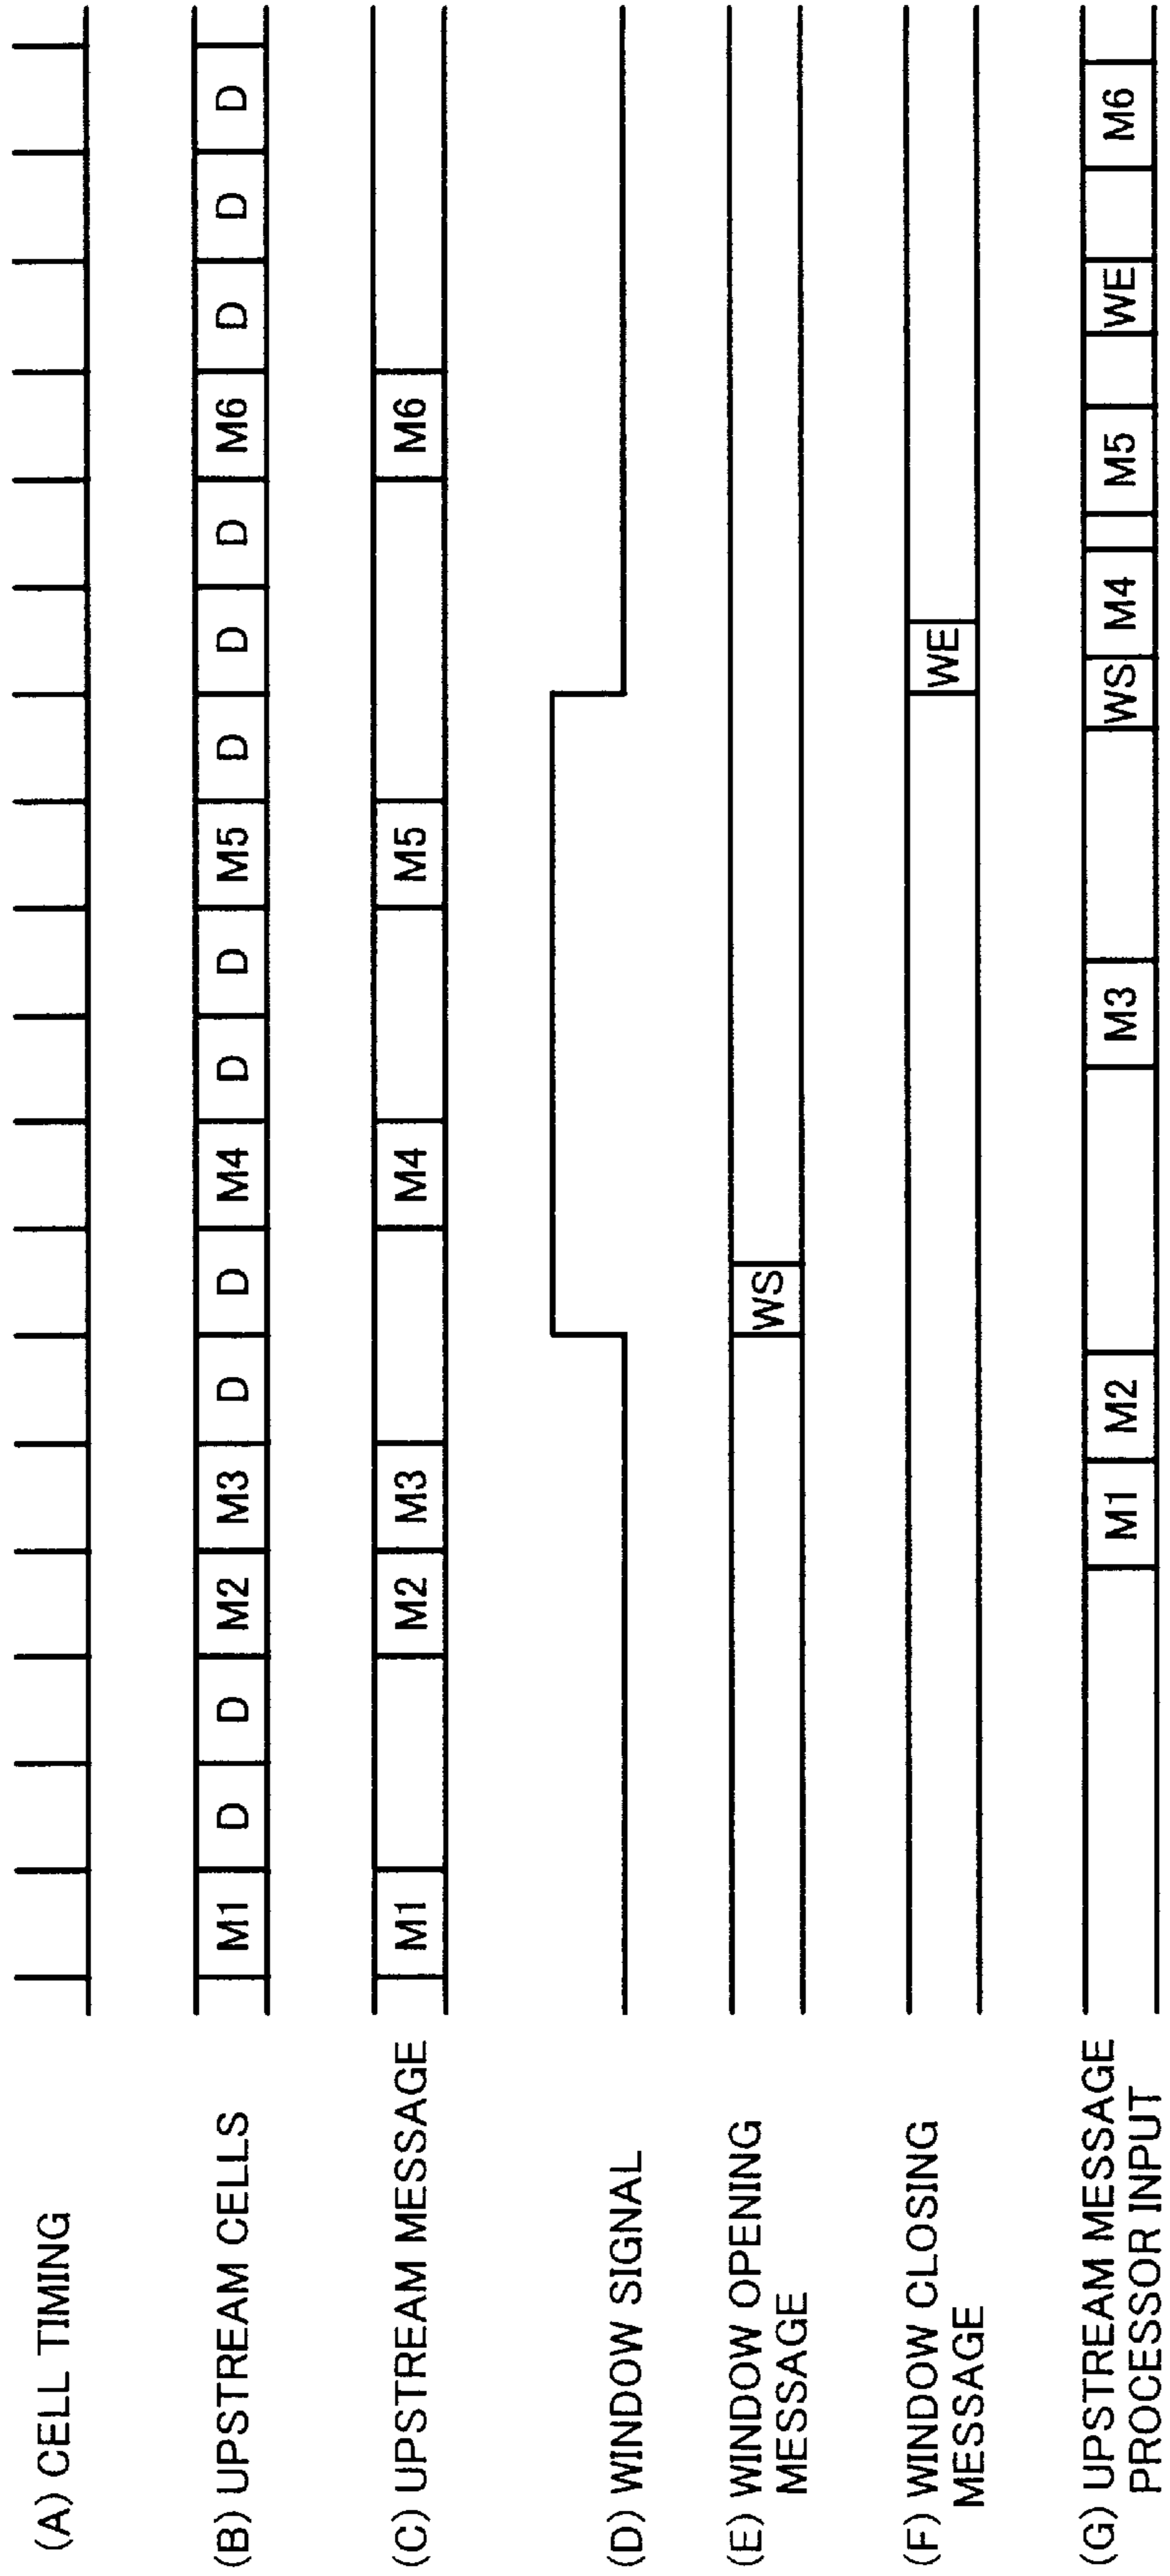 (A) CELL TIMING
(B) UPSTREAM CELLS
M1 D D M2 M3 D D M4 D D M5 D D D M6 D D D
(C) UPSTREAM MESSAGE
M1 M2 M3 M4 M5 M6
(D) WINDOW SIGNAL
(E) WINDOW OPENING
MESSAGE
WS
(F) WINDOW CLOSING
MESSAGE
WE
(G) UPSTREAM MESSAGE
PROCESSOR INPUT
M1 M2 M3 WS M4 M5 WE M6